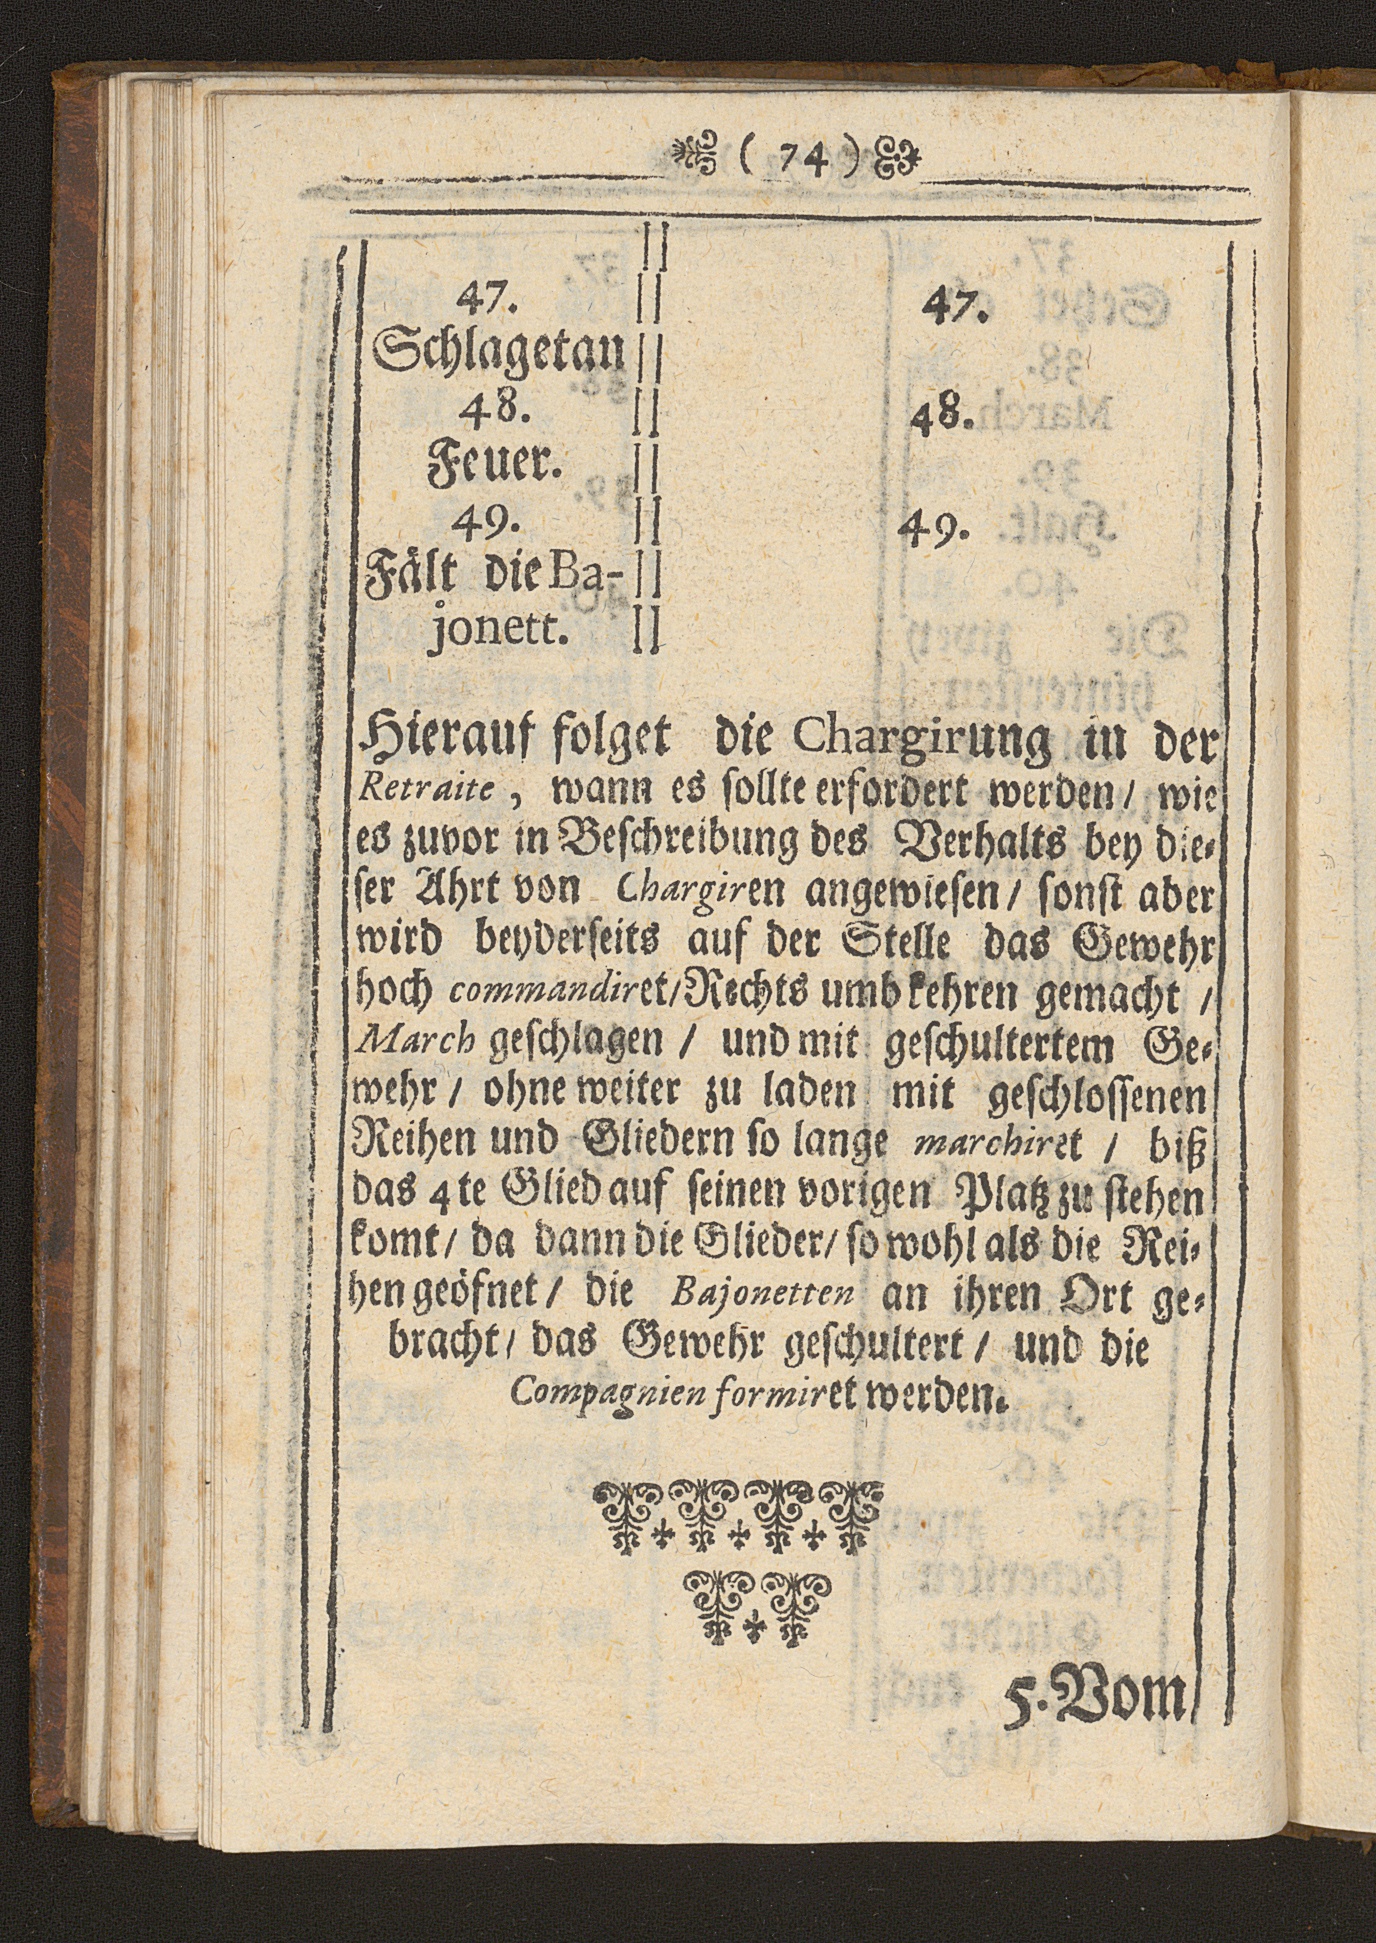 ( 74 )
47.
Schlagetan
48.
Feuer.
49.
Fält die Ba-
jonett.
47.
48.
49.
Hierauf folget die Chargirung in der
Retraite, wann es sollte erfordert werden / wie
es zuvor in Beschreibung des Verhalts bey die-
ser Ahrt von Chargiren angewiesen / sonst aber
wird beyderseits auf der Stelle das Gewehr
hoch commandiret/Rechts umb kehren gemacht /
March geschlagen / und mit geschultertem Ge-
wehr / ohne weiter zu laden mit geschlossenen
Reihen und Gliedern so lange marchiret / biß
das 4te Glied auf seinen vorigen Platz zu stehen
komt / da dann die Glieder / so wohl als die Rei-
hen geöfnet / die Bajonetten an ihren Ort ge-
bracht / das Gewehr geschultert / und die
Compagnien formiret werden.
5. Vom